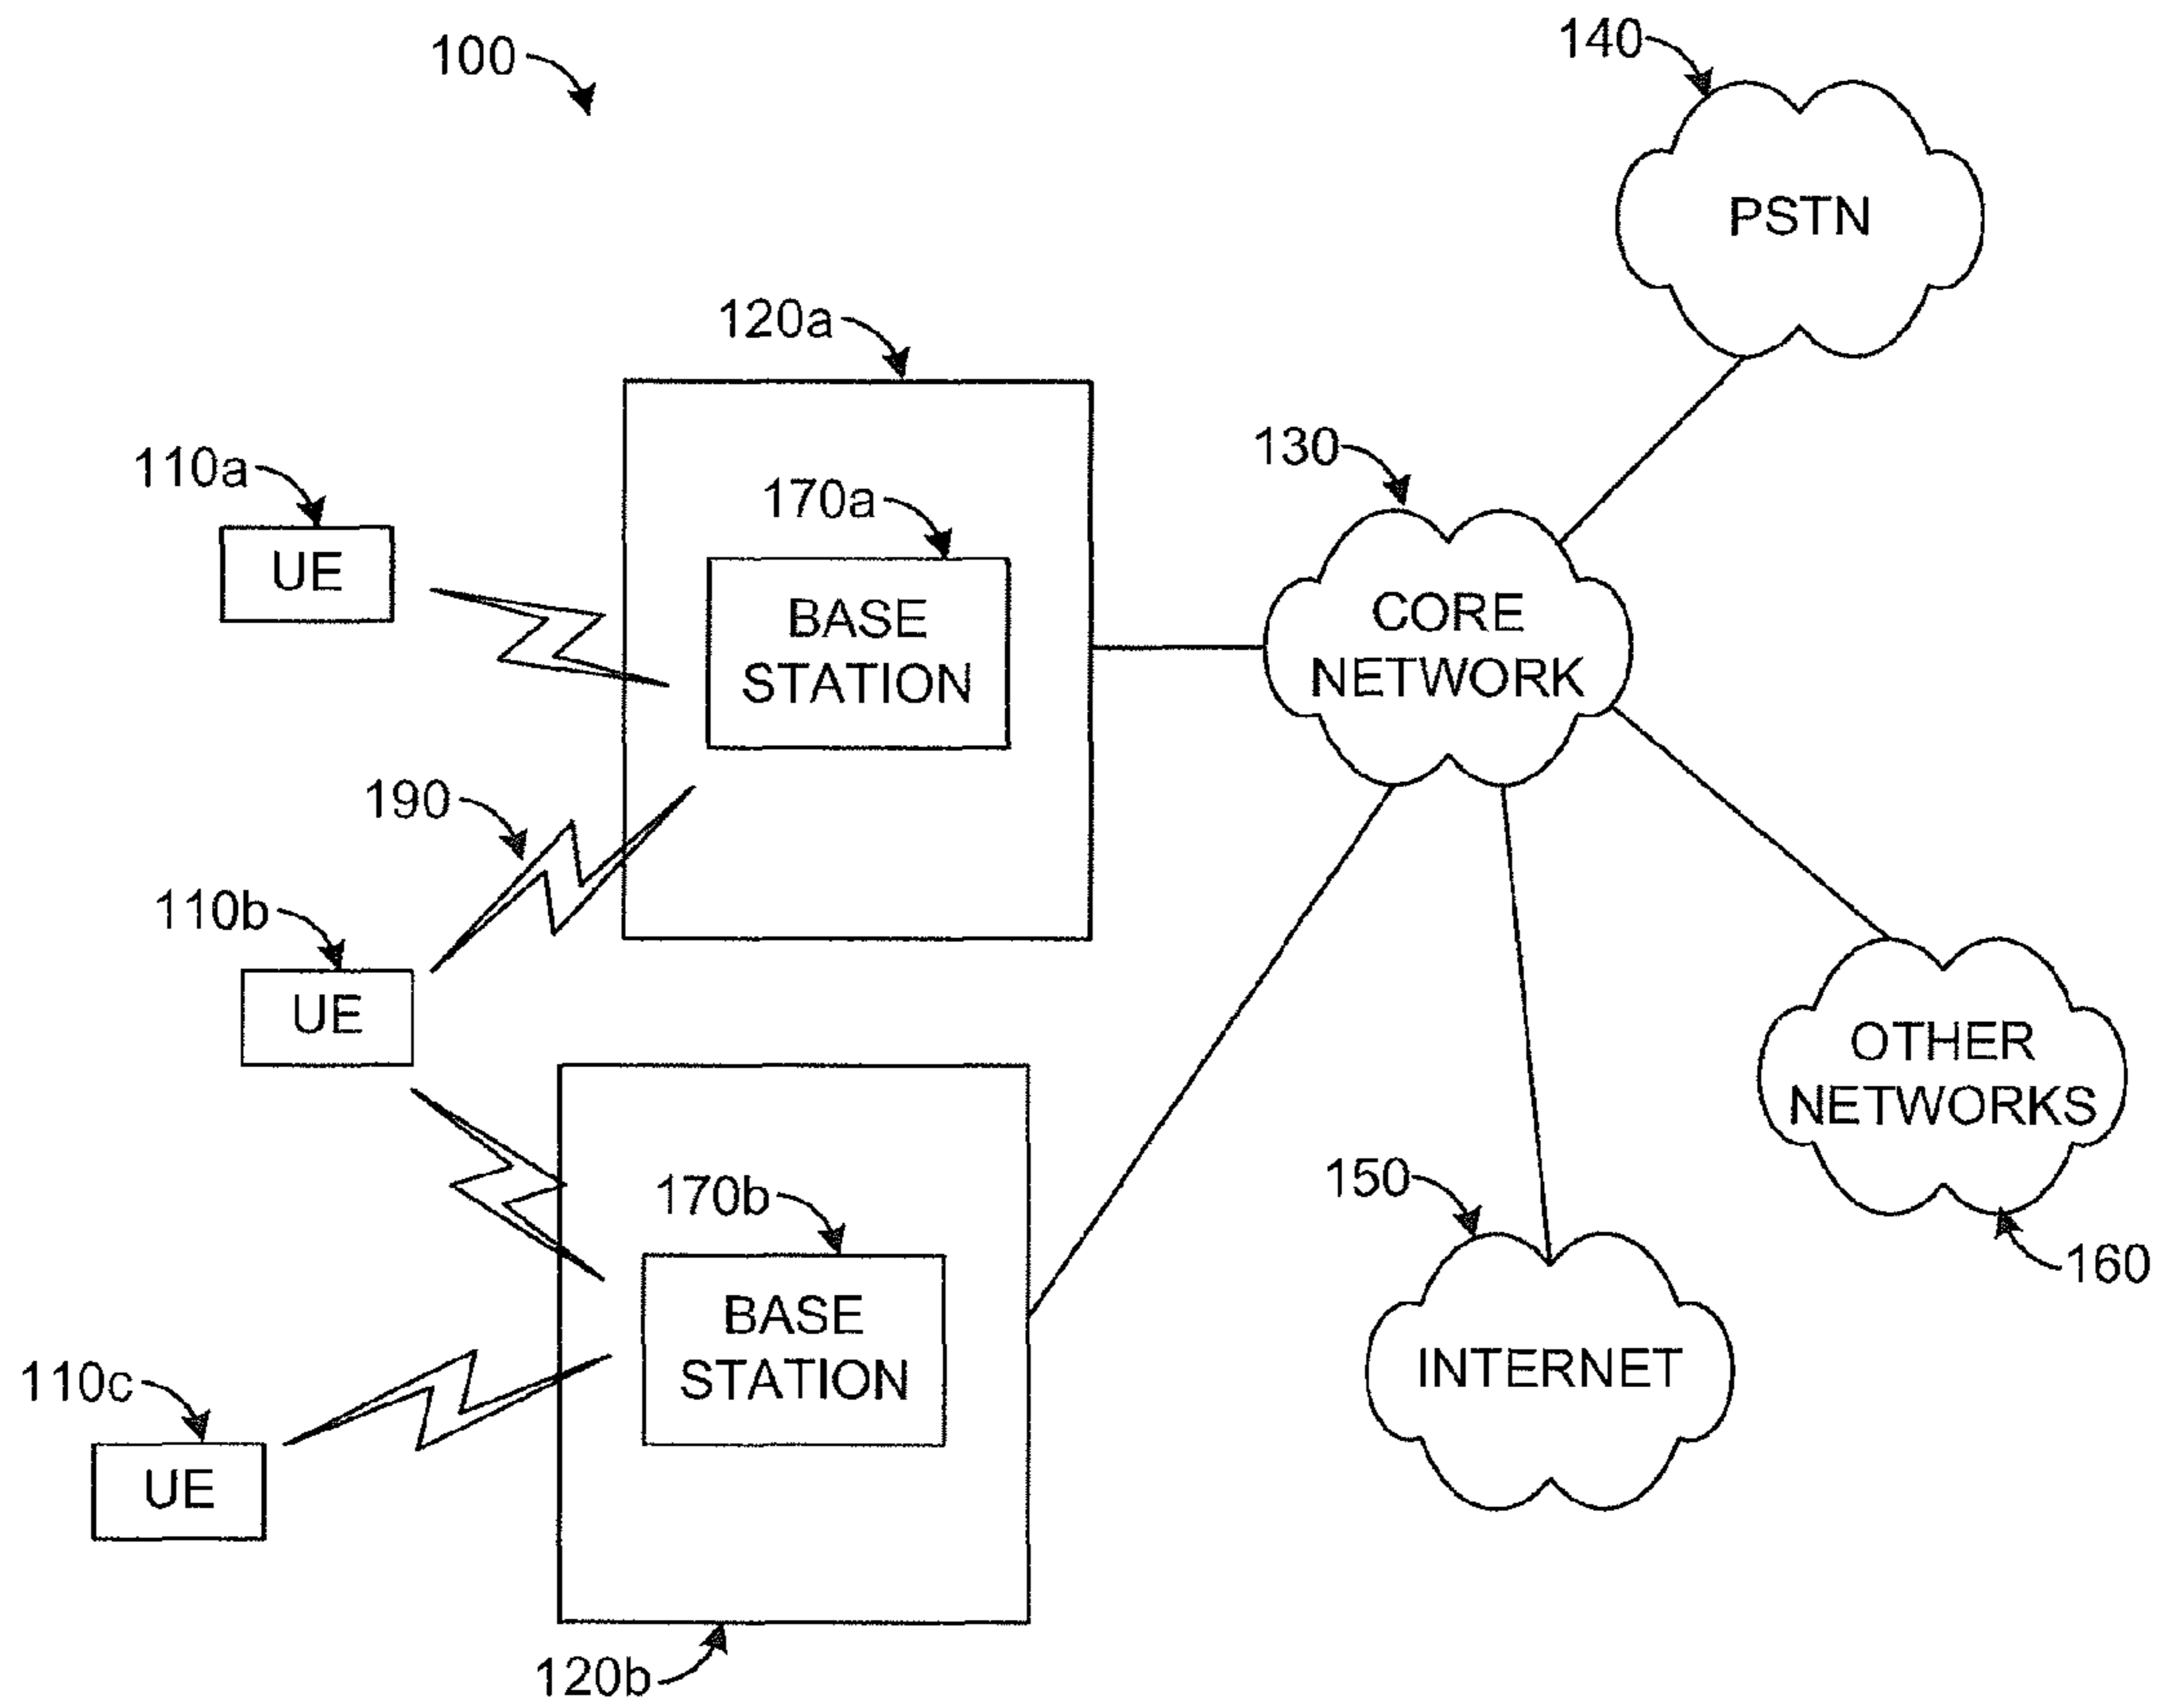 100
140
PSTN
120a
130
110a
170a
UE
BASE
STATION
CORE
NETWORK
190
110b
UE
OTHER
NETWORKS
150
170b
160
BASE
STATION
INTERNET
110c
UE
120b